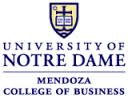 UNIVERSITY OF
NOTRE DAME
MENDOZA
COLLEGE OF BUSINESS